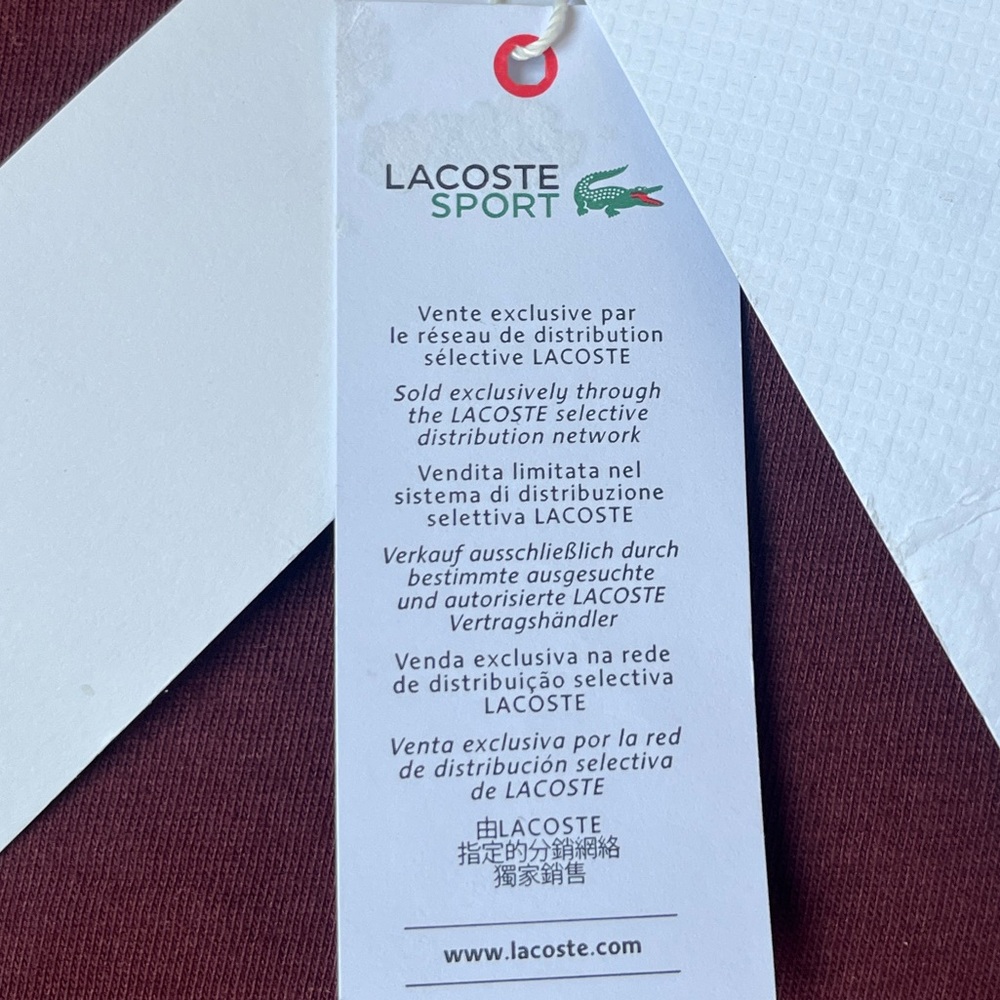 LACOSTE
SPORT
Vente exclusive par
le réseau de distribution
sélective LACOSTE
Sold exclusively through
the LACOSTE selective
distribution network
Vendita limitata nel
sistema di distribuzione
selettiva LACOSTE
Verkauf ausschließlich durch
bestimmte ausgesuchte
und autorisierte LACOSTE
Vertragshändler
Venda exclusiva na rede
de distribuição selectiva
LACOSTE
Venta exclusiva por la red
de distribución selectiva
de LACOSTE
由LACOSTE
指定的分銷網絡
獨家銷售
www.lacoste.com